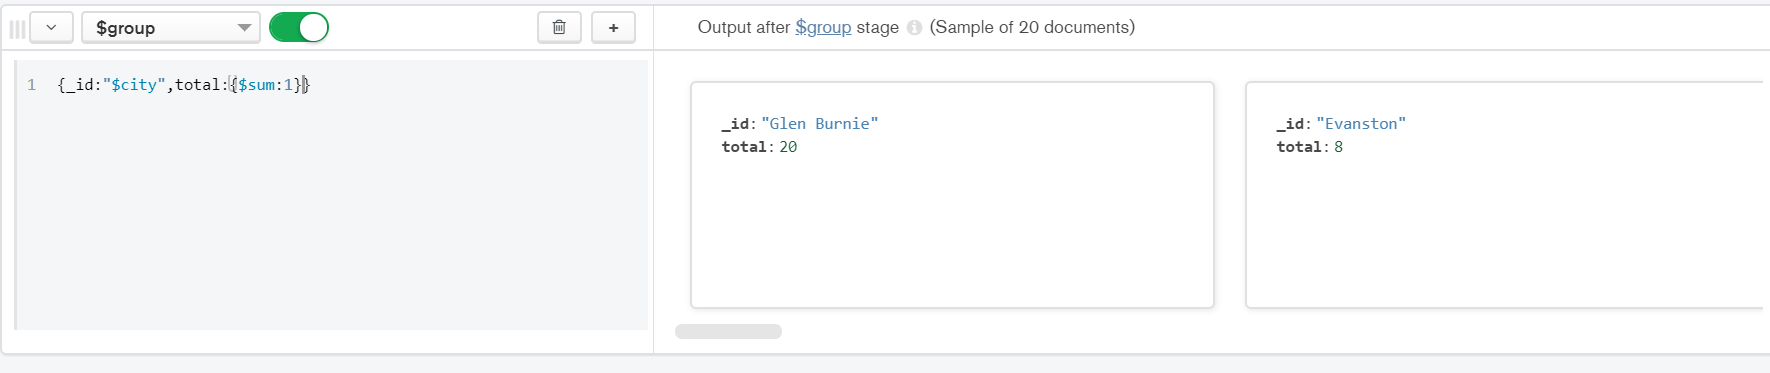 $group
+
Output after $group stage (Sample of 20 documents)
1 {_id:"$city",total:{$sum:1}}
_id: "Glen Burnie"
total: 20
_id: "Evanston"
total: 8